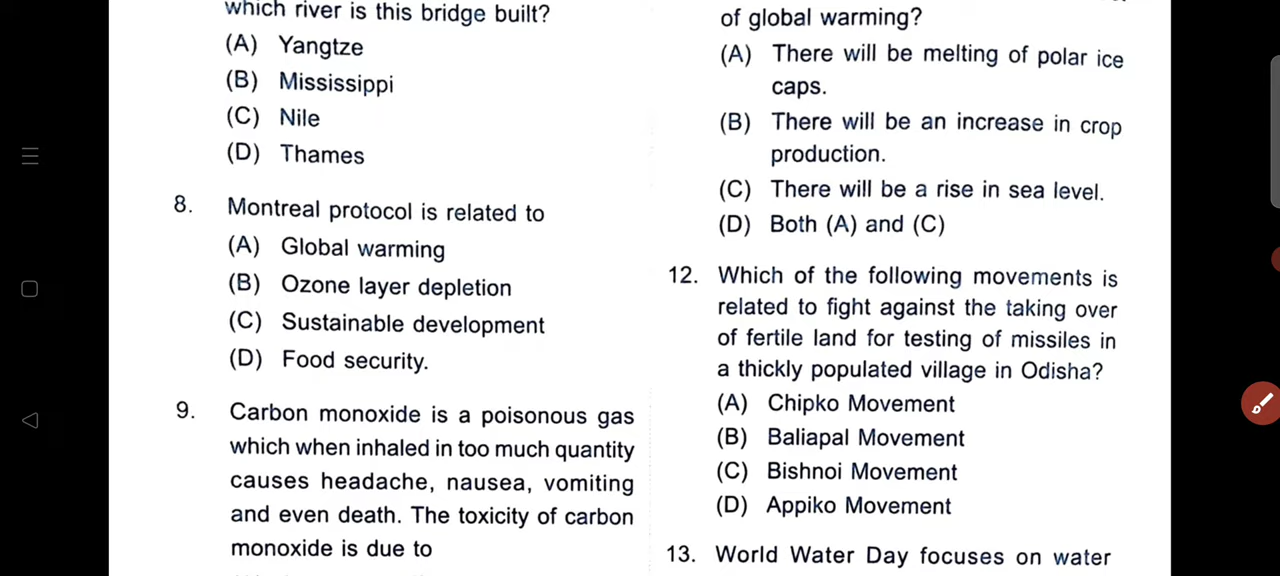 which river is this bridge built?
(A) Yangtze
(B) Mississippi
(C) Nile
(D) Thames
8. Montreal protocol is related to
(A) Global warming
(B) Ozone layer depletion
(C) Sustainable development
(D) Food security.
9. Carbon monoxide is a poisonous gas
which when inhaled in too much quantity
causes headache, nausea, vomiting
and even death. The toxicity of carbon
monoxide is due to
of global warming?
(A) There will be melting of polar ice
caps.
(B) There will be an increase in crop
production.
(C) There will be a rise in sea level.
(D) Both (A) and (C)
12. Which of the following movements is
related to fight against the taking over
of fertile land for testing of missiles in
a thickly populated village in Odisha?
(A) Chipko Movement
(B) Baliapal Movement
(C) Bishnoi Movement
(D) Appiko Movement
13. World Water Day focuses on water